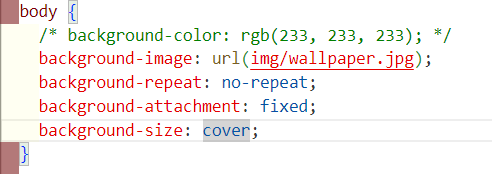 body {
/* background-color: rgb(233, 233, 233); */
background-image: url(img/wallpaper.jpg);
background-repeat: no-repeat;
background-attachment: fixed;
background-size: cover;
}